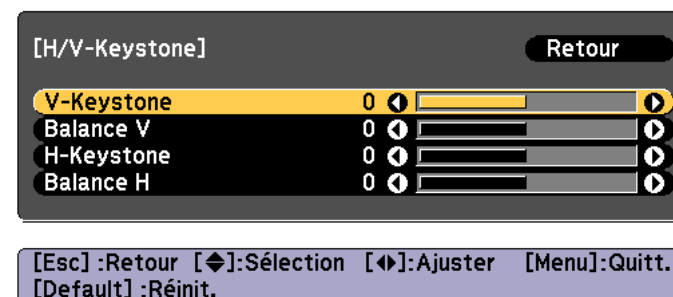 [H/V-Keystone] Retour
V-Keystone 0
Balance V 0
H-Keystone 0
Balance H 0
[Esc] :Retour [◆]:Sélection [◀▶]:Ajuster [Menu]:Quitt.
[Default] :Réinit.